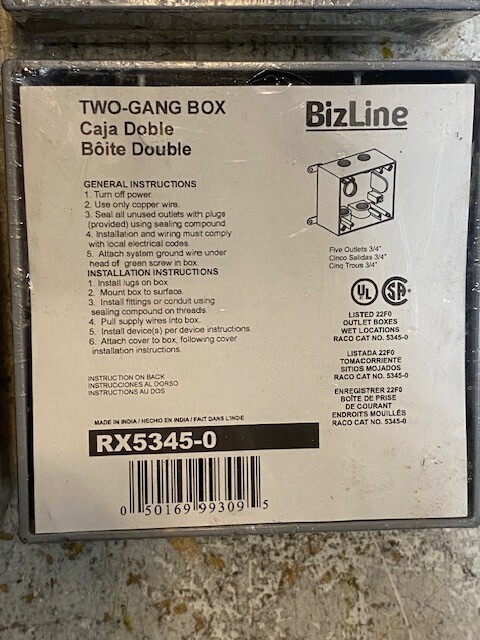 TWO-GANG BOX
Caja Doble
Bôite Double
BizLine
GENERAL INSTRUCTIONS
1. Turn off power.
2. Use only copper wire.
3. Seal all unused outlets with plugs
(provided) using sealing compound
4. Installation and wiring must comply
with local electrical codes.
5. Attach system ground wire under
head of green screw in box.
INSTALLATION INSTRUCTIONS
1. Install lugs on box.
2. Mount box to surface.
3. Install fittings or conduit using
sealing compound on threads.
4. Pull supply wires into box.
5. Install device(s) per device instructions.
6. Attach cover to box, following cover
installation instructions.
INSTRUCTION ON BACK
INSTRUCCIONES AL DORSO
INSTRUCTIONS AU DOS
Five Outlets 3/4"
Cinco Salidas 3/4"
Cinq Trous 3/4"
UL SA
LISTED 22F0
OUTLET BOXES
WET LOCATIONS
RACO CAT NO. 5345-0
LISTADA 22F0
TOMACORRIENTE
SITIOS MOJADOS
RACO CAT NO. 5345-0
ENREGISTRER 22F0
BOÎTE DE PRISE
DE COURANT
ENDROITS MOUILLÉS
RACO CAT NO. 5345-0
MADE IN INDIA / HECHO EN INDIA / FAIT DANS L'INDE
RX5345-0
0 50169 99309 5